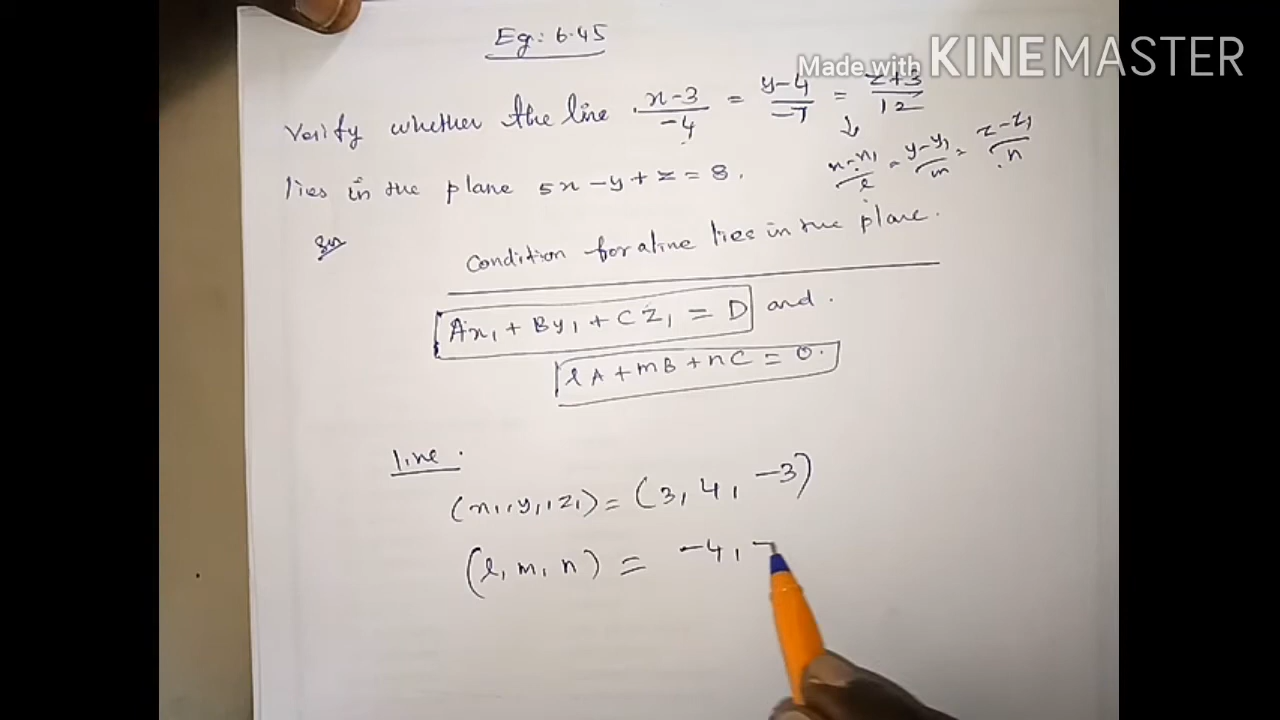 Eg: 6.45
Made with KINEMASTER
Verify whether the line x-3/-4 = y-4/-7 = z+3/12
lies in the plane 5x-y+z=8.
x-x₁/l = y-y₁/m = z-z₁/n
Condition for a line lies in the plane.
Ax₁ + By₁ + Cz₁ = D and.
lA + mB + nC = 0.
line.
(x₁, y₁, z₁) = (3, 4, -3)
(l, m, n) = -4, -